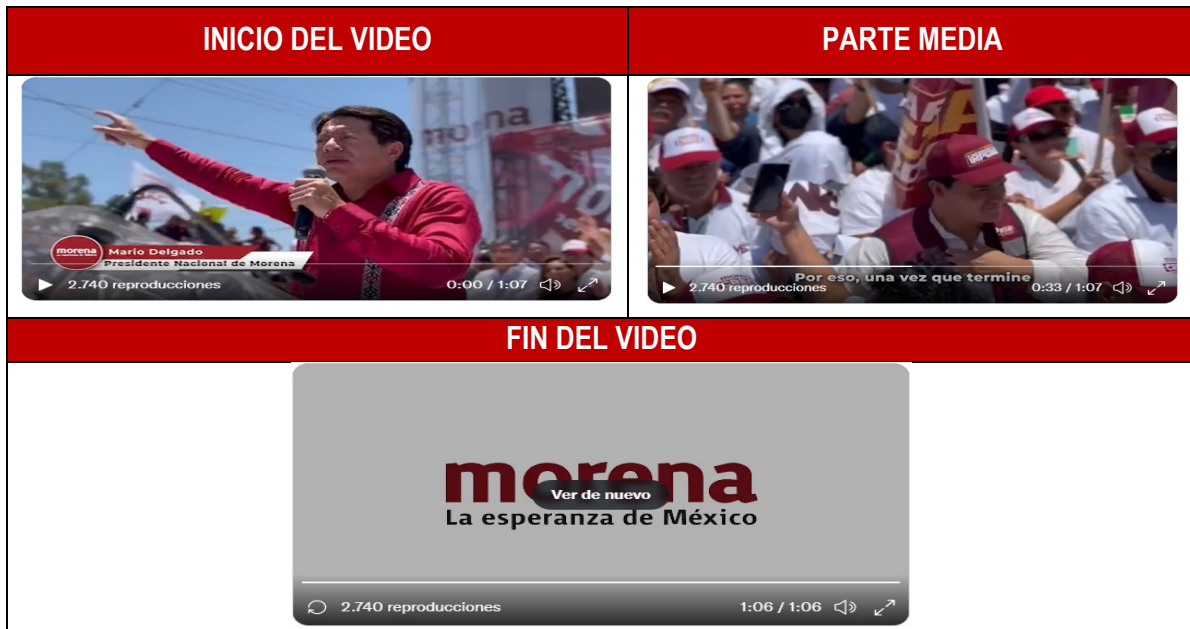 INICIO DEL VIDEO
PARTE MEDIA
morena
morena
Mario Delgado
Presidente Nacional de Morena
2.740 reproducciones
0:00 / 1:07
Por eso, una vez que termine
2.740 reproducciones
0:33 / 1:07
FIN DEL VIDEO
morena
Ver de nuevo
La esperanza de México
2.740 reproducciones
1:06 / 1:06